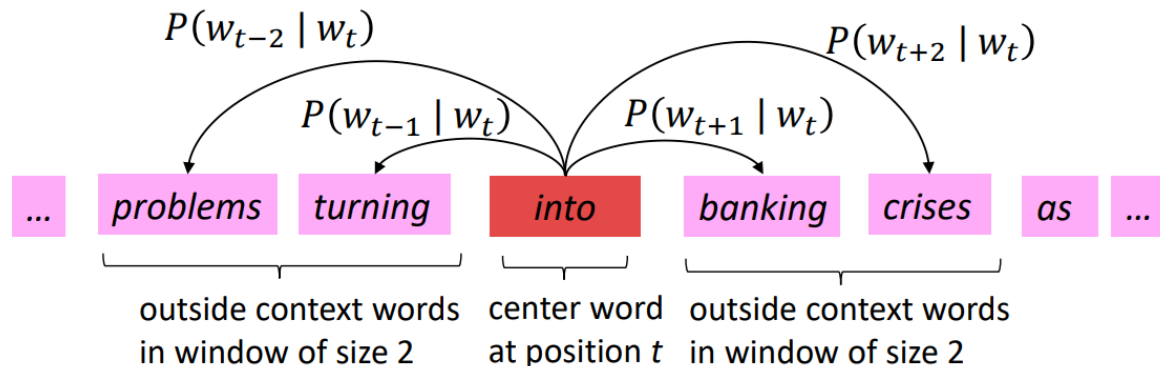 P(w_{t−2} | w_t)
P(w_{t+2} | w_t)
P(w_{t−1} | w_t)
P(w_{t+1} | w_t)
... problems turning into banking crises as ...
outside context words
in window of size 2
center word
at position t
outside context words
in window of size 2